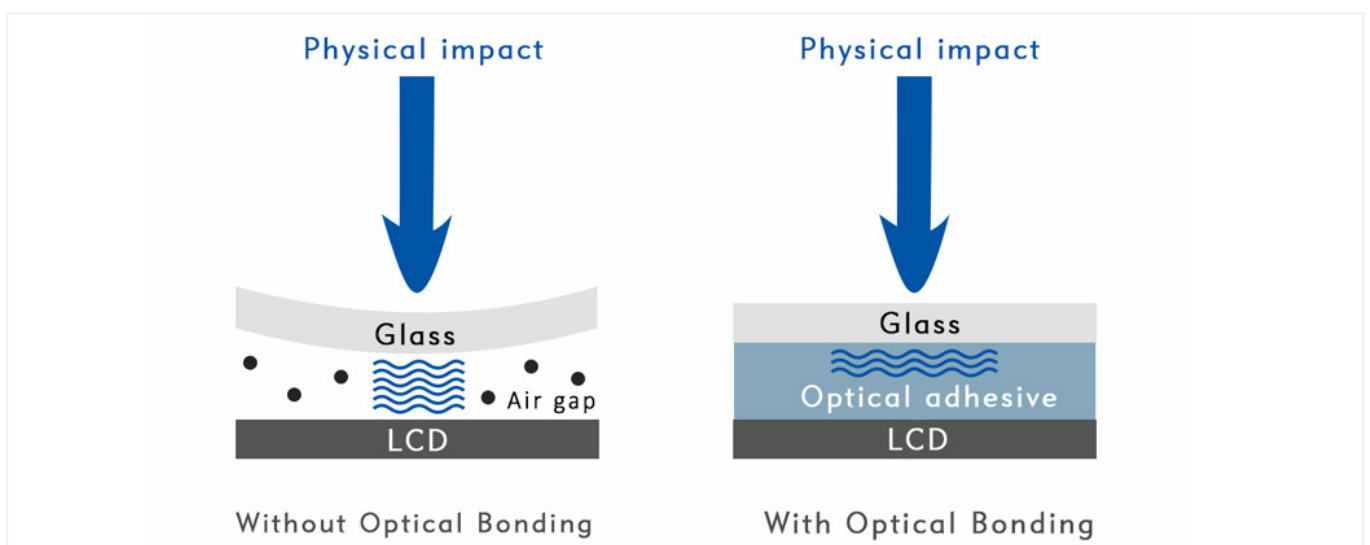 Physical impact
Glass
Air gap
LCD
Without Optical Bonding
Physical impact
Glass
Optical adhesive
LCD
With Optical Bonding